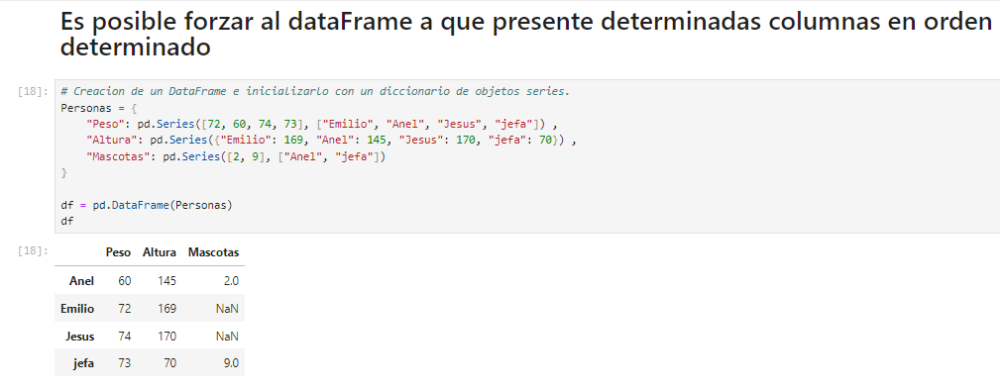 Es posible forzar al dataFrame a que presente determinadas columnas en orden
determinado
[18]: # Creacion de un DataFrame e inicializarlo con un diccionario de objetos series.
Personas = {
    "Peso": pd.Series([72, 60, 74, 73], ["Emilio", "Anel", "Jesus", "jefa"]) ,
    "Altura": pd.Series({"Emilio": 169, "Anel": 145, "Jesus": 170, "jefa": 70}) ,
    "Mascotas": pd.Series([2, 9], ["Anel", "jefa"])
}
df = pd.DataFrame(Personas)
df
[18]: Peso Altura Mascotas
Anel 60 145 2.0
Emilio 72 169 NaN
Jesus 74 170 NaN
jefa 73 70 9.0